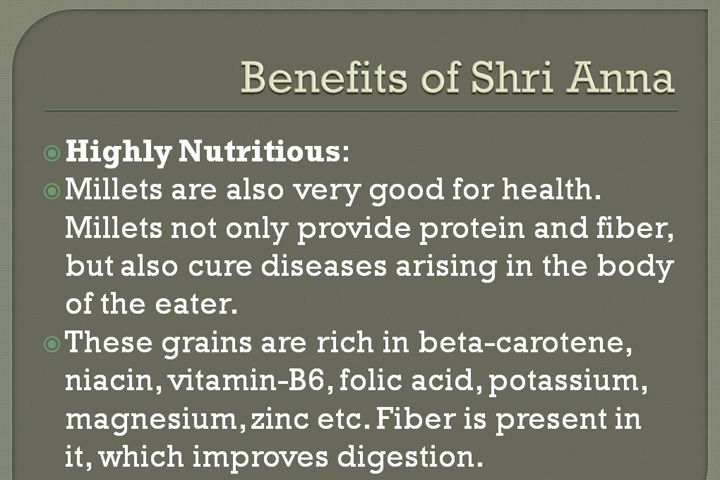 Benefits of Shri Anna
Highly Nutritious:
Millets are also very good for health.
Millets not only provide protein and fiber,
but also cure diseases arising in the body
of the eater.
These grains are rich in beta-carotene,
niacin, vitamin-B6, folic acid, potassium,
magnesium, zinc etc. Fiber is present in
it, which improves digestion.